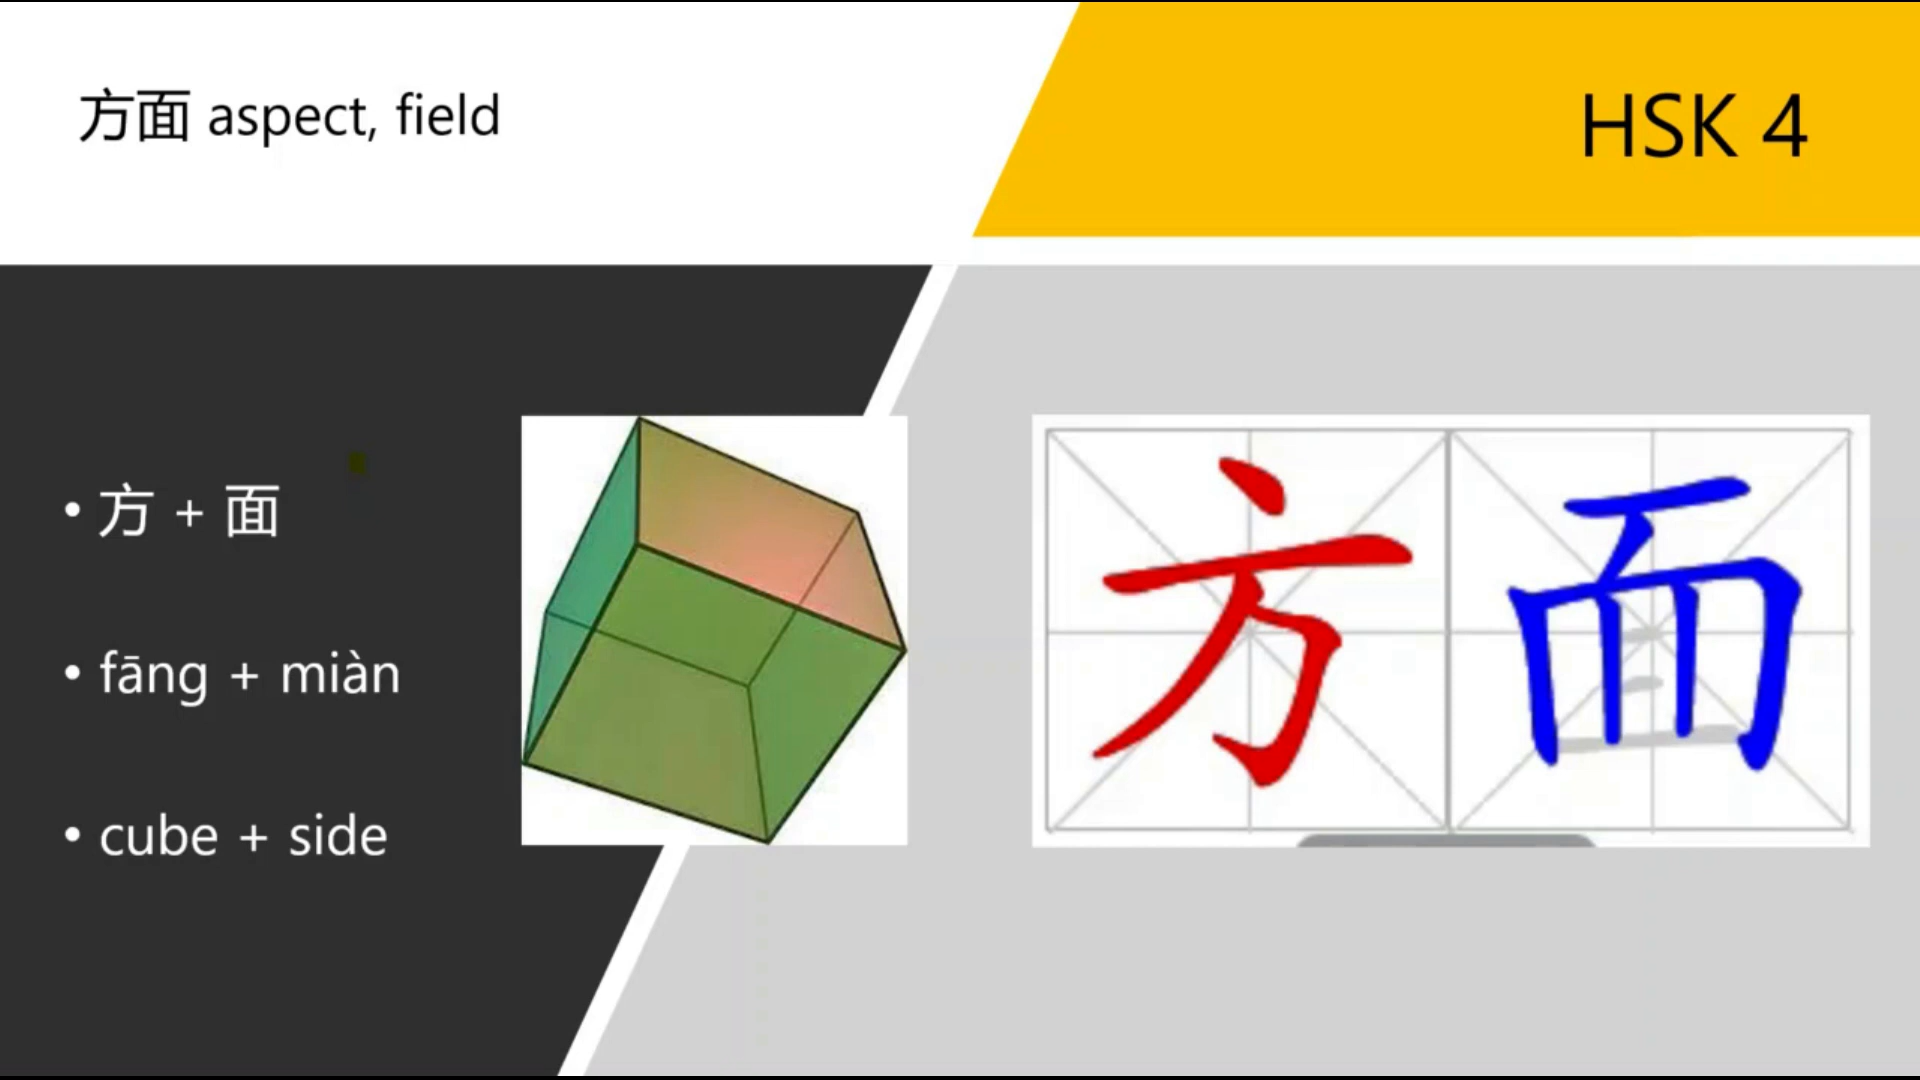 方面 aspect, field
HSK 4
• 方 + 面
• fāng + miàn
• cube + side
方面